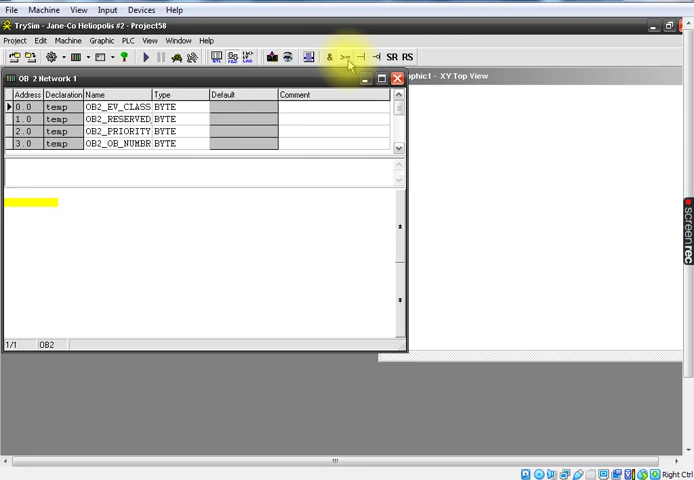 File Machine View Input Devices Help
TrySim - Jane-Co Heliopolis #2 - Project58
Project Edit Machine Graphic PLC View Window Help
& >= SR RS
OB 2 Network 1
aphic1 - XY Top View
Address Declaration Name Type Default Comment
0.0 temp OB2_EV_CLASS BYTE
1.0 temp OB2_RESERVED_ BYTE
2.0 temp OB2_PRIORITY BYTE
3.0 temp OB2_OB_NUMBR BYTE
screenrec
1/1 OB2
Right Ctrl